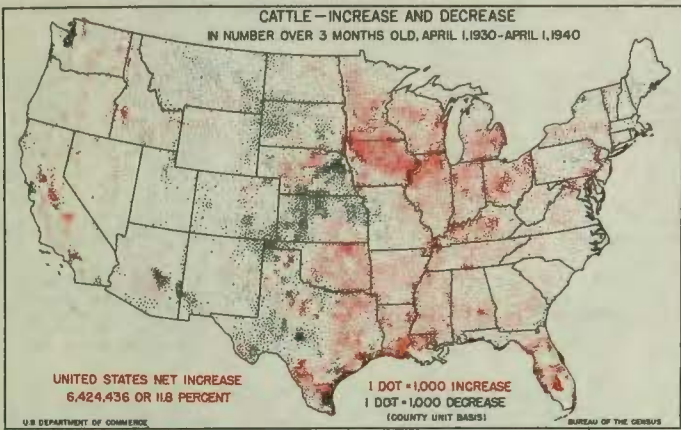 CATTLE—INCREASE AND DECREASE
IN NUMBER OVER 3 MONTHS OLD, APRIL 1, 1930-APRIL 1, 1940
UNITED STATES NET INCREASE
6,424,436 OR 11.8 PERCENT
1 DOT = 1,000 INCREASE
1 DOT = 1,000 DECREASE
(COUNTY UNIT BASIS)
U.S DEPARTMENT OF COMMERCE
BUREAU OF THE CENSUS